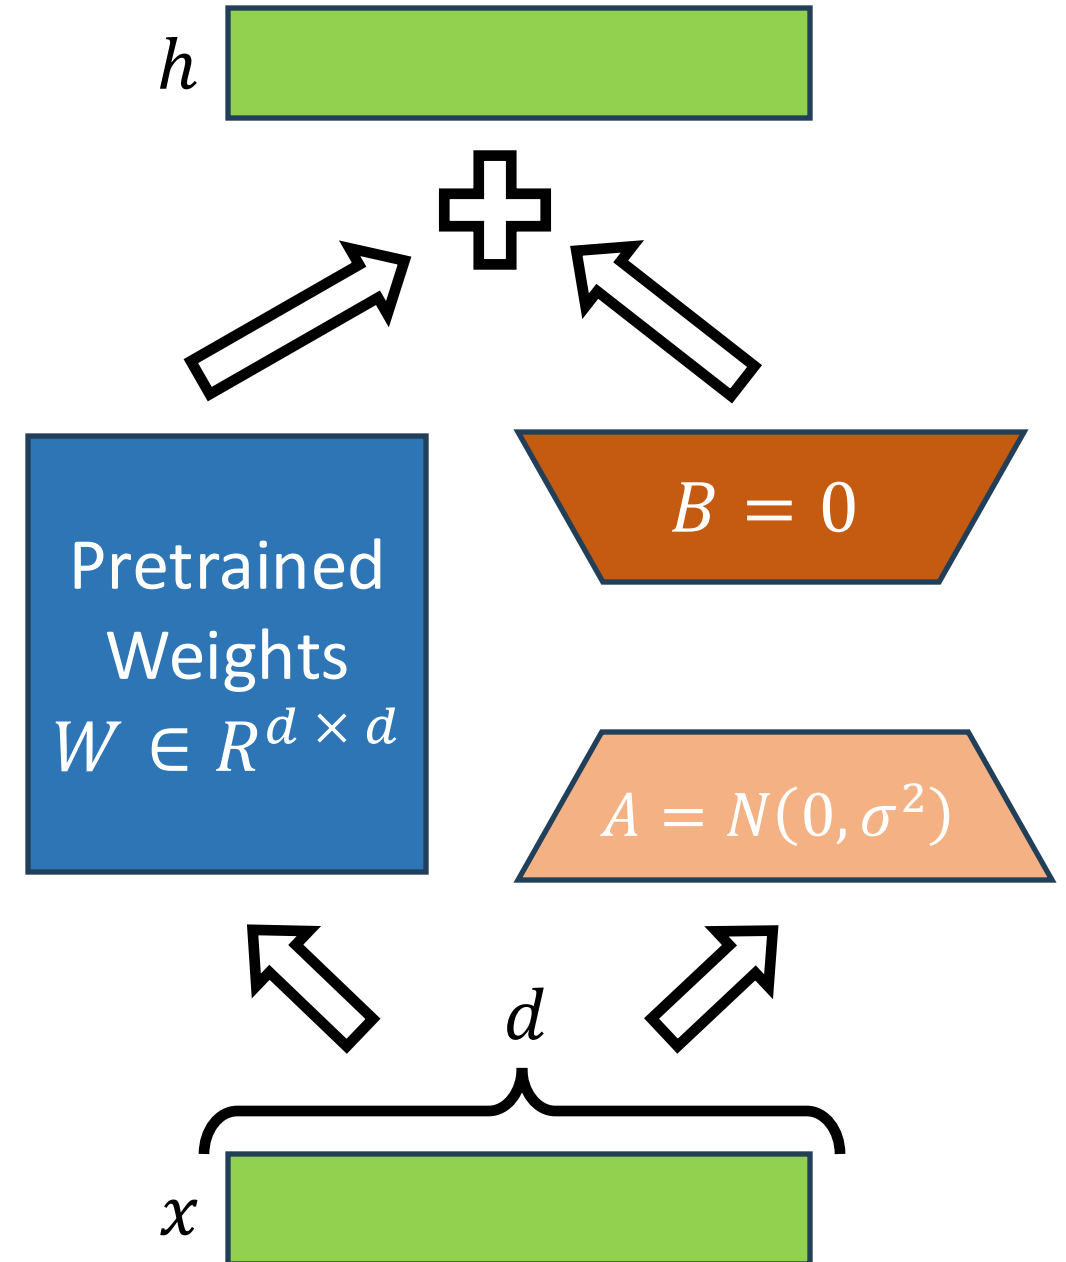 h
B = 0
Pretrained
Weights
W ∈ R^{d × d}
A = N(0, σ^2)
d
x